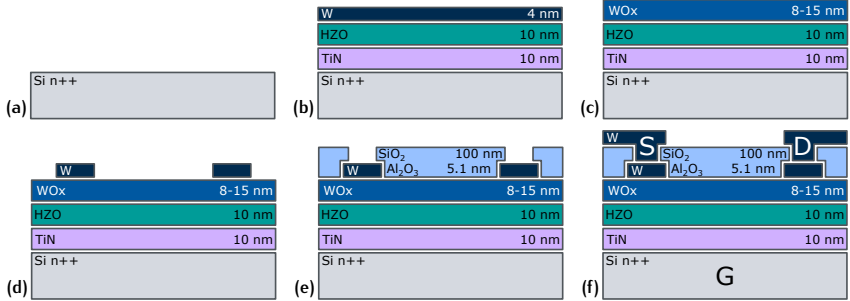 Si n++
(a)
W 4 nm
HZO 10 nm
TiN 10 nm
Si n++
(b)
WOx 8-15 nm
HZO 10 nm
TiN 10 nm
Si n++
(c)
WOx 8-15 nm
HZO 10 nm
TiN 10 nm
Si n++
(d)
SiO₂ 100 nm
W Al₂O₃ 5.1 nm
WOx 8-15 nm
HZO 10 nm
TiN 10 nm
Si n++
(e)
W S D
SiO₂ 100 nm
W Al₂O₃ 5.1 nm
WOx 8-15 nm
HZO 10 nm
TiN 10 nm
Si n++
G
(f)